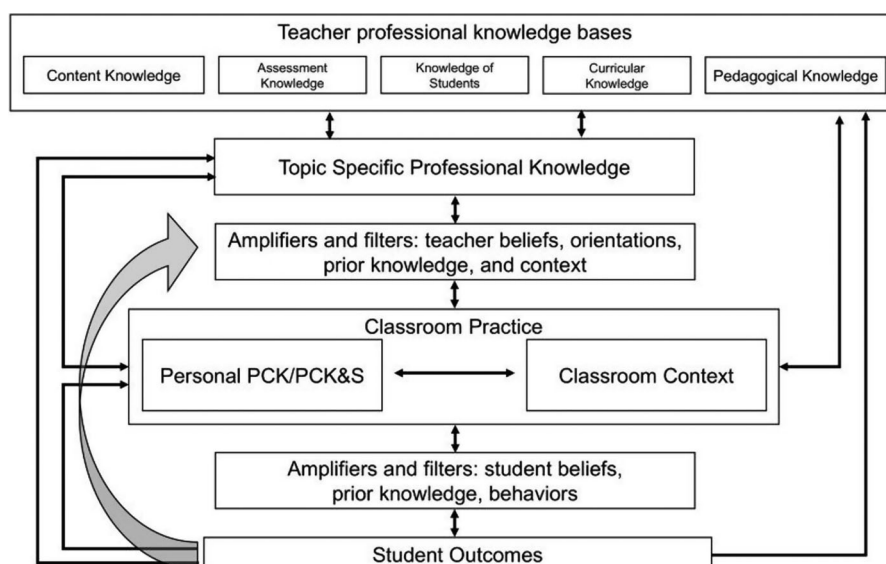 Teacher professional knowledge bases
Content Knowledge
Assessment
Knowledge
Knowledge of
Students
Curricular
Knowledge
Pedagogical Knowledge
Topic Specific Professional Knowledge
Amplifiers and filters: teacher beliefs, orientations,
prior knowledge, and context
Classroom Practice
Personal PCK/PCK&S
Classroom Context
Amplifiers and filters: student beliefs,
prior knowledge, behaviors
Student Outcomes